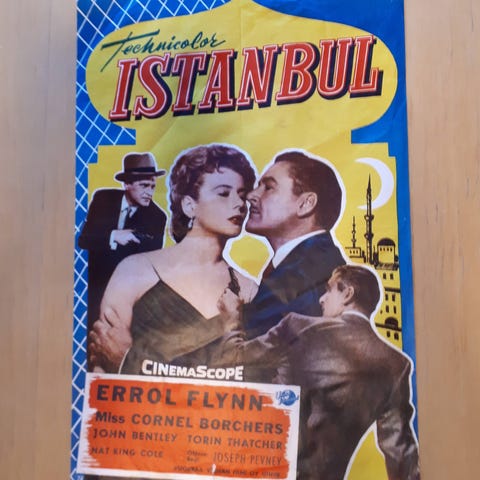 Technicolor
ISTANBUL
CINEMASCOPE
ERROL FLYNN
Miss CORNEL BORCHERS
JOHN BENTLEY TORIN THATCHER
NAT KING COLE
JOSEPH PEVNEY